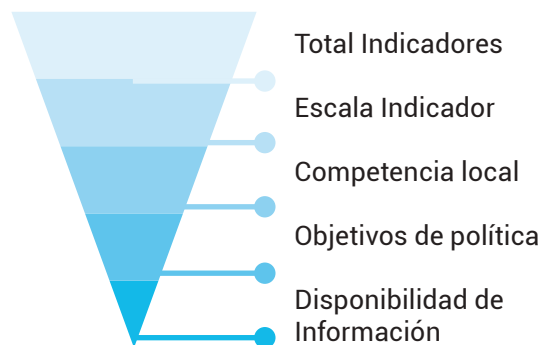 Total Indicadores
Escala Indicador
Competencia local
Objetivos de política
Disponibilidad de
Información